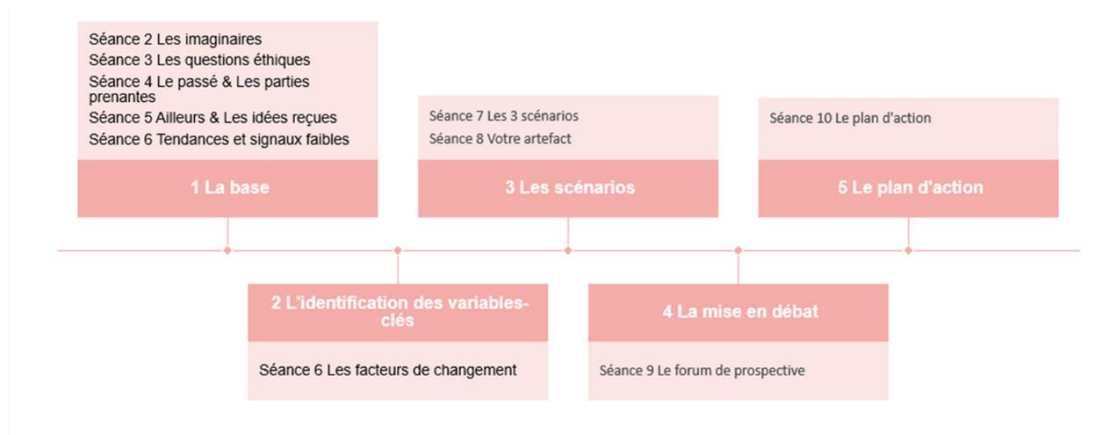 Séance 2 Les imaginaires
Séance 3 Les questions éthiques
Séance 4 Le passé & Les parties
prenantes
Séance 5 Ailleurs & Les idées reçues
Séance 6 Tendances et signaux faibles
1 La base
2 L'identification des variables-
clés
Séance 6 Les facteurs de changement
Séance 7 Les 3 scénarios
Séance 8 Votre artefact
3 Les scénarios
4 La mise en débat
Séance 9 Le forum de prospective
Séance 10 Le plan d'action
5 Le plan d'action